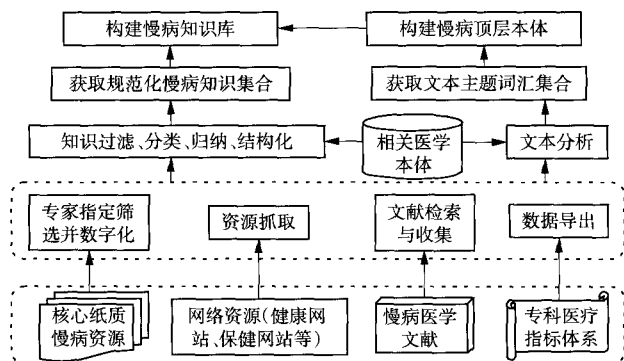 构建慢病知识库
构建慢病顶层本体
获取规范化慢病知识集合
获取文本主题词汇集合
知识过滤、分类、归纳、结构化
相关医学
本体
文本分析
专家指定筛
选并数字化
资源抓取
文献检索
与收集
数据导出
核心纸质
慢病资源
网络资源(健康网
站、保健网站等)
慢病医学
文献
专科医疗
指标体系